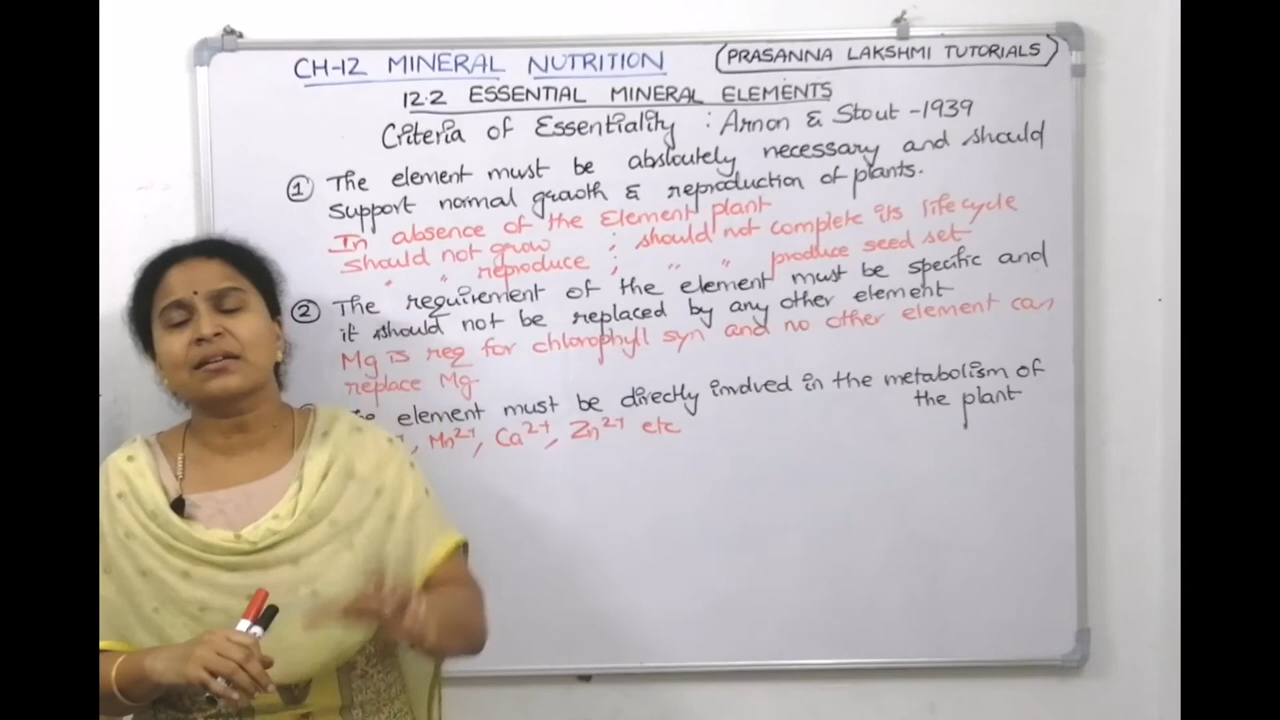 CH-12 MINERAL NUTRITION (PRASANNA LAKSHMI TUTORIALS)
12.2 ESSENTIAL MINERAL ELEMENTS
Criteria of Essentiality : Arnon & Stout - 1939
① The element must be absloutely necessary and should
support normal growth & reproduction of plants.
In absence of the Element plant
should not grow ; should not complete its life cycle
" " reproduce ; " " produce seed set
② The requirement of the element must be specific and
it should not be replaced by any other element
Mg is req for chlorophyll syn and no other element can
replace Mg
element must be directly involved in the metabolism of
the plant
, Mn2+, Ca2+, Zn2+ etc